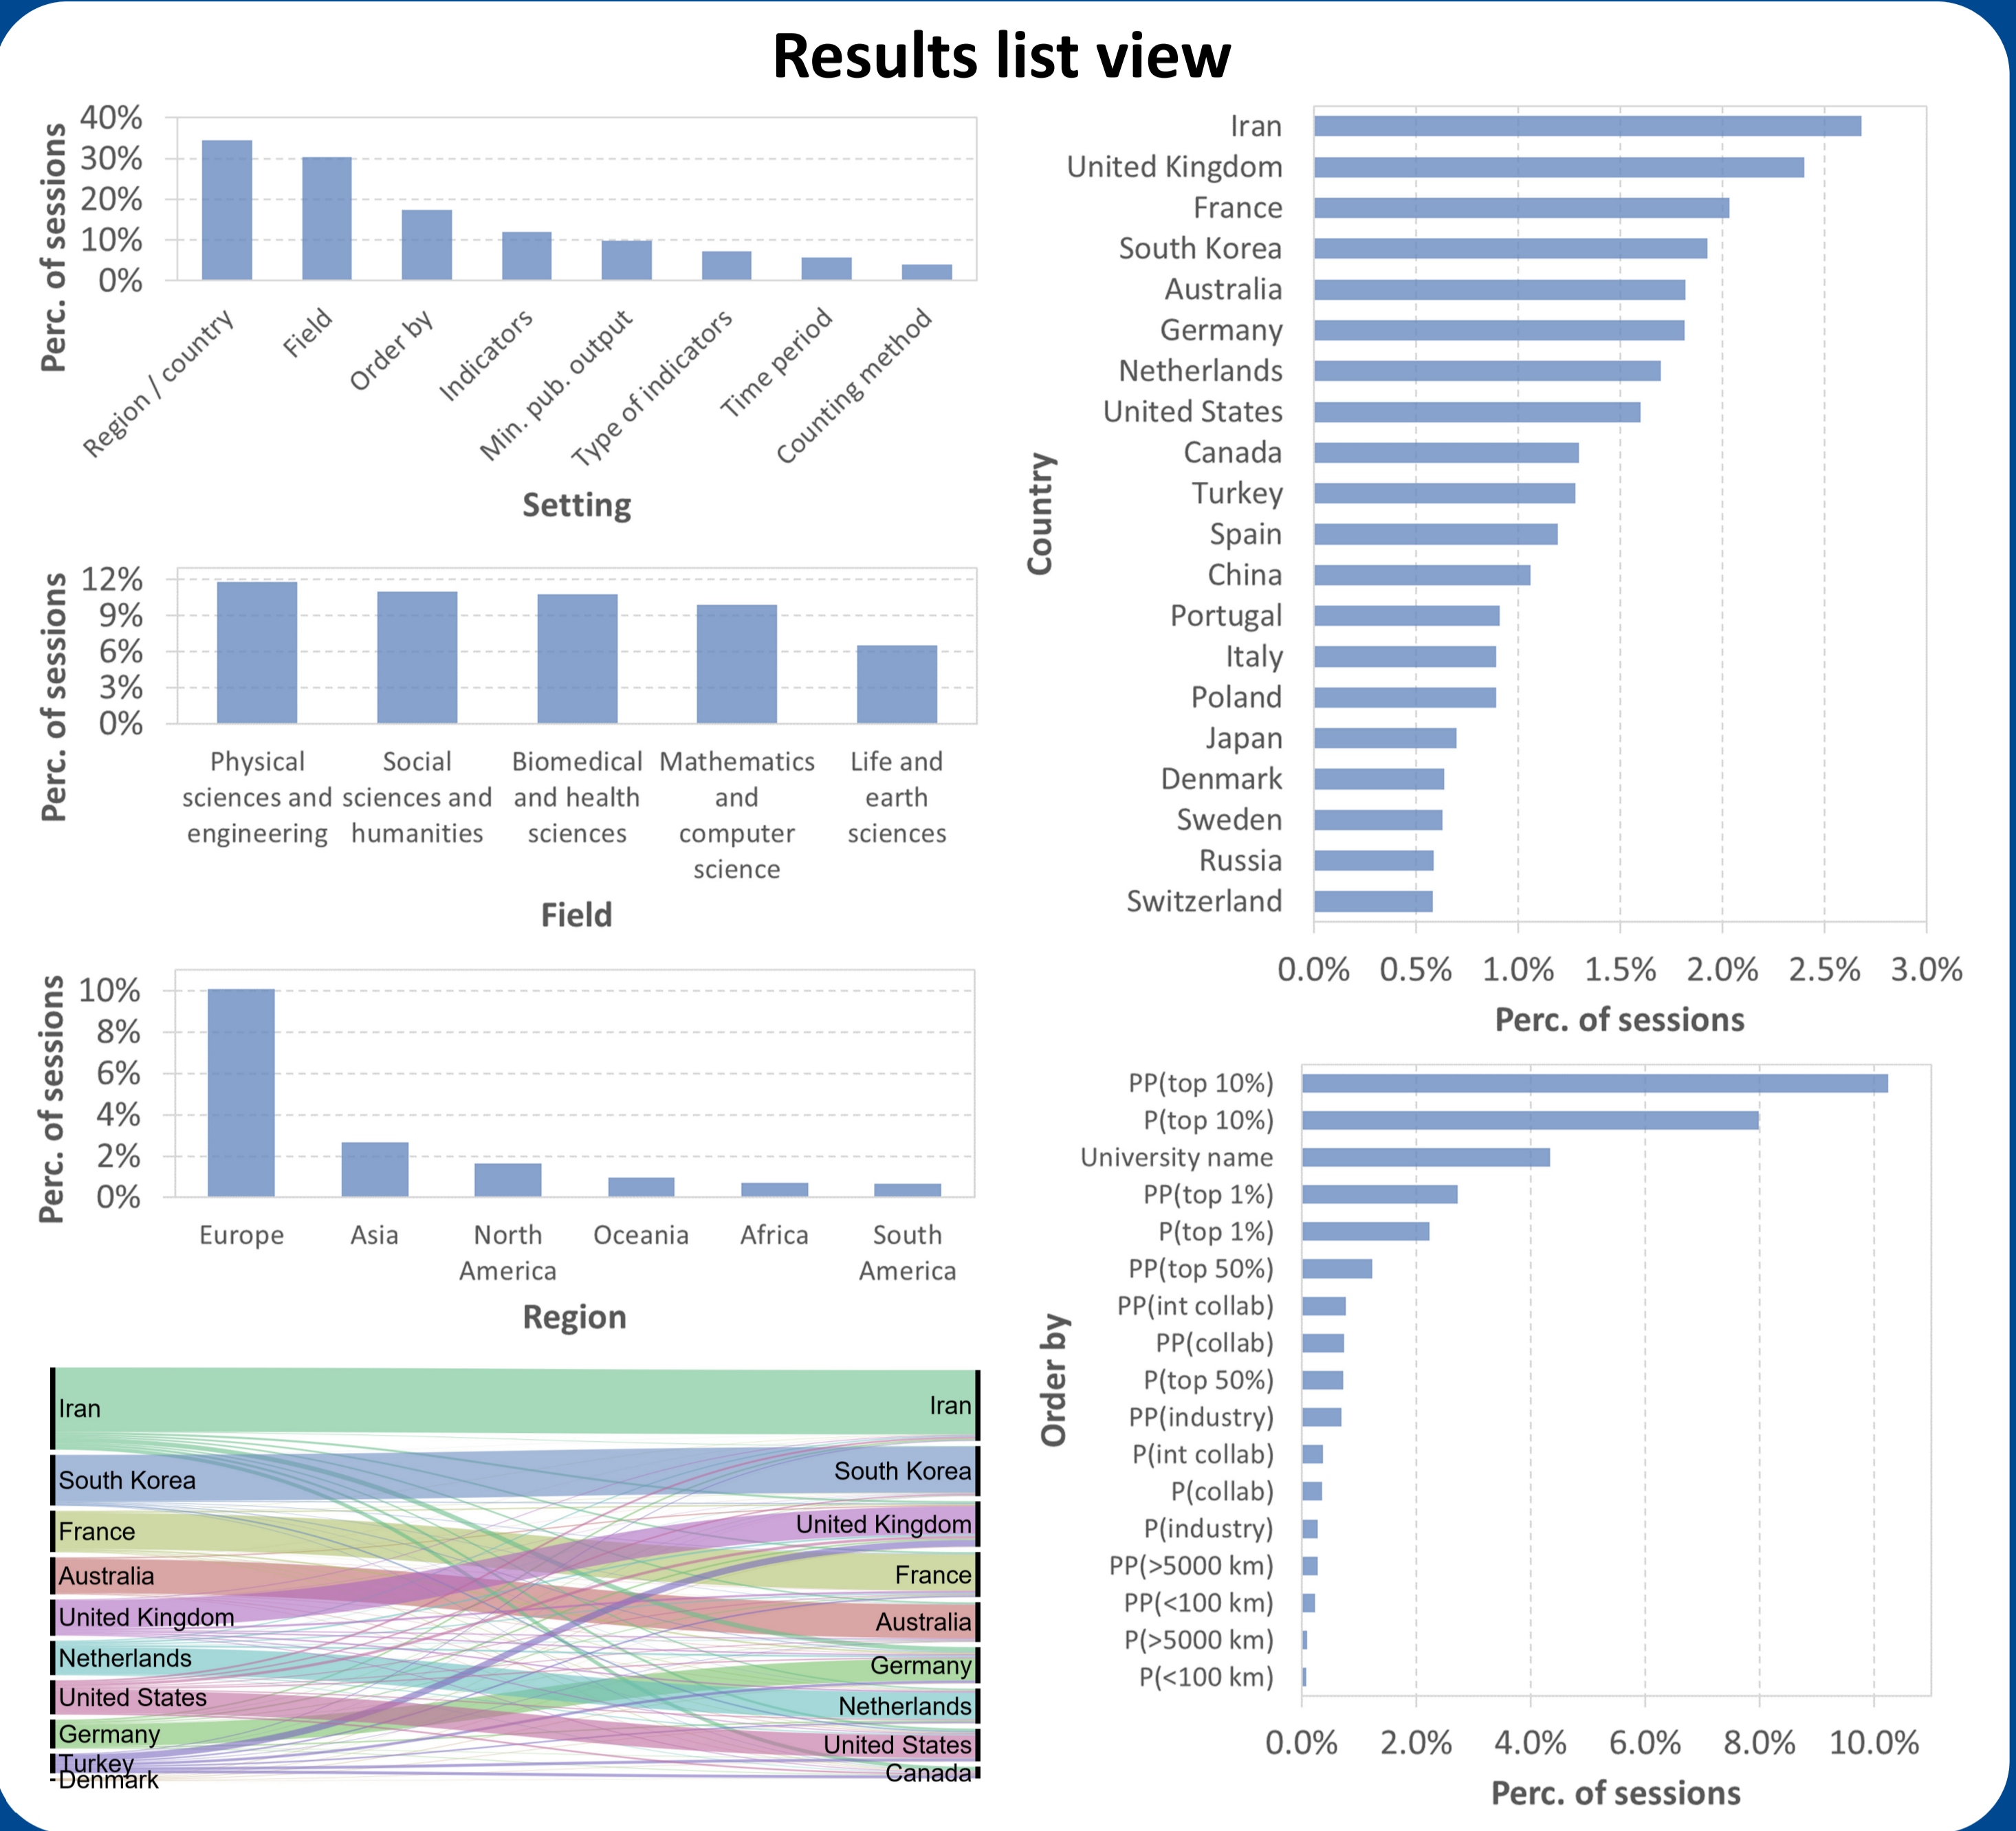 Results list view
Perc. of sessions
40%
30%
20%
10%
0%
Region / country
Field
Order by
Indicators
Min. pub. output
Type of indicators
Time period
Counting method
Setting
Perc. of sessions
12%
9%
6%
3%
0%
Physical
sciences and
engineering
Social
sciences and
humanities
Biomedical
and health
sciences
Mathematics
and
computer
science
Life and
earth
sciences
Field
Perc. of sessions
10%
8%
6%
4%
2%
0%
Europe
Asia
North
America
Oceania
Africa
South
America
Region
Iran
South Korea
France
Australia
United Kingdom
Netherlands
United States
Germany
Turkey
Denmark
Iran
South Korea
United Kingdom
France
Australia
Germany
Netherlands
United States
Canada
Country
Iran
United Kingdom
France
South Korea
Australia
Germany
Netherlands
United States
Canada
Turkey
Spain
China
Portugal
Italy
Poland
Japan
Denmark
Sweden
Russia
Switzerland
0.0% 0.5% 1.0% 1.5% 2.0% 2.5% 3.0%
Perc. of sessions
Order by
PP(top 10%)
P(top 10%)
University name
PP(top 1%)
P(top 1%)
PP(top 50%)
PP(int collab)
PP(collab)
P(top 50%)
PP(industry)
P(int collab)
P(collab)
P(industry)
PP(>5000 km)
PP(<100 km)
P(>5000 km)
P(<100 km)
0.0% 2.0% 4.0% 6.0% 8.0% 10.0%
Perc. of sessions